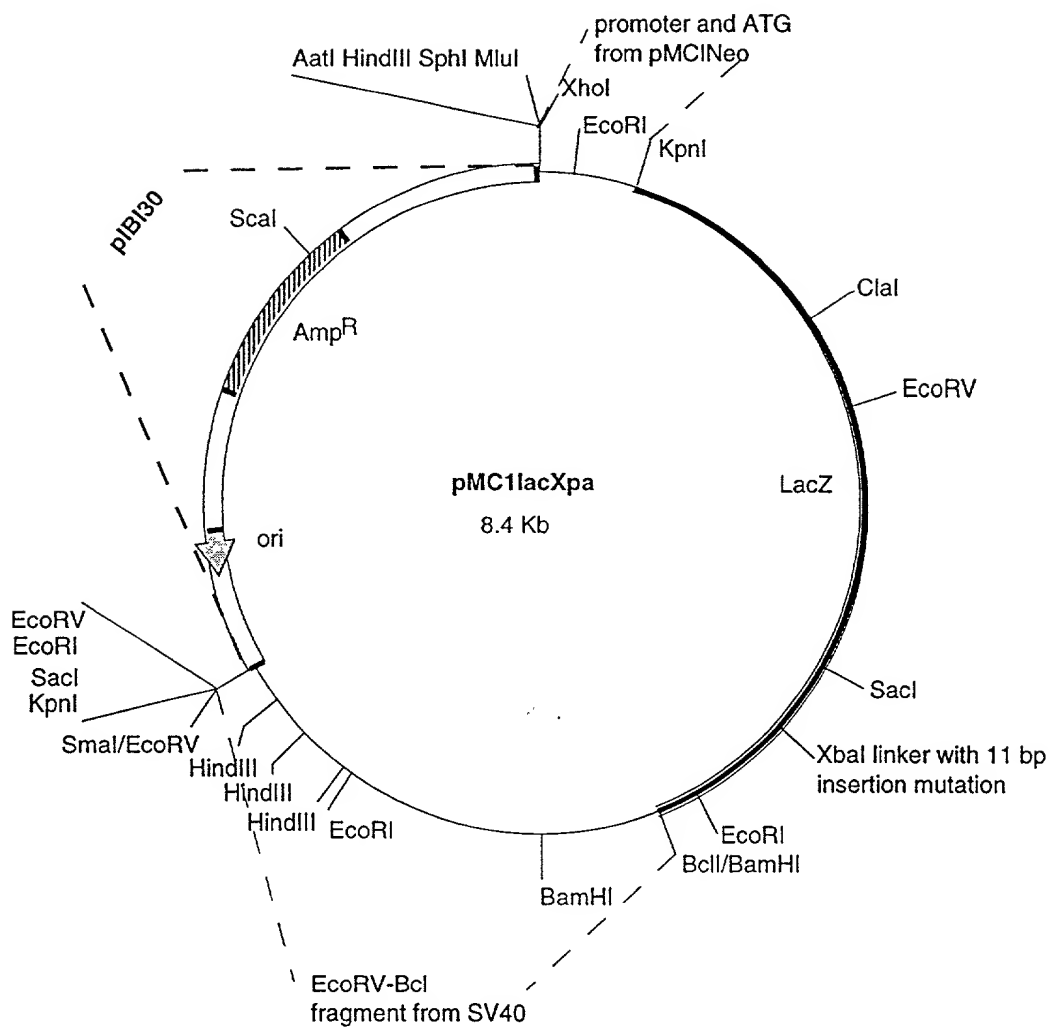 promoter and ATG
from pMCINeo
AatI HindIII SphI MluI
XhoI
EcoRI
KpnI
pIBI30
ScaI
AmpR
ClaI
EcoRV
pMC1lacXpa
8.4 Kb
LacZ
ori
EcoRV
EcoRI
SacI
KpnI
SmaI/EcoRV
HindIII
HindIII
HindIII
EcoRI
SacI
XbaI linker with 11 bp
insertion mutation
EcoRI
BclI/BamHI
BamHI
EcoRV-Bcl
fragment from SV40